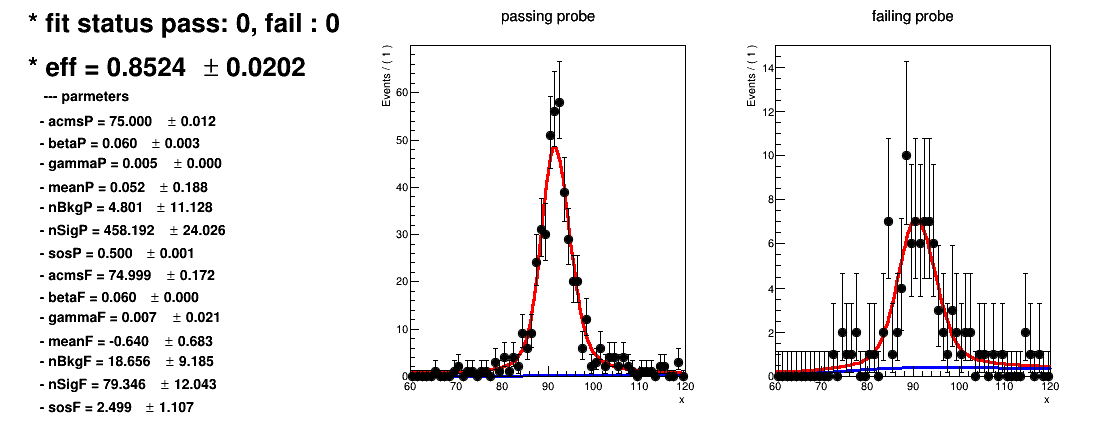 * fit status pass: 0, fail : 0
* eff = 0.8524 ± 0.0202
--- parmeters
- acmsP = 75.000 ± 0.012
- betaP = 0.060 ± 0.003
- gammaP = 0.005 ± 0.000
- meanP = 0.052 ± 0.188
- nBkgP = 4.801 ± 11.128
- nSigP = 458.192 ± 24.026
- sosP = 0.500 ± 0.001
- acmsF = 74.999 ± 0.172
- betaF = 0.060 ± 0.000
- gammaF = 0.007 ± 0.021
- meanF = -0.640 ± 0.683
- nBkgF = 18.656 ± 9.185
- nSigF = 79.346 ± 12.043
- sosF = 2.499 ± 1.107
passing probe
Events / ( 1 )
60
50
40
30
20
10
0
60 70 80 90 100 110 120
x
failing probe
Events / ( 1 )
14
12
10
8
6
4
2
0
60 70 80 90 100 110 120
x